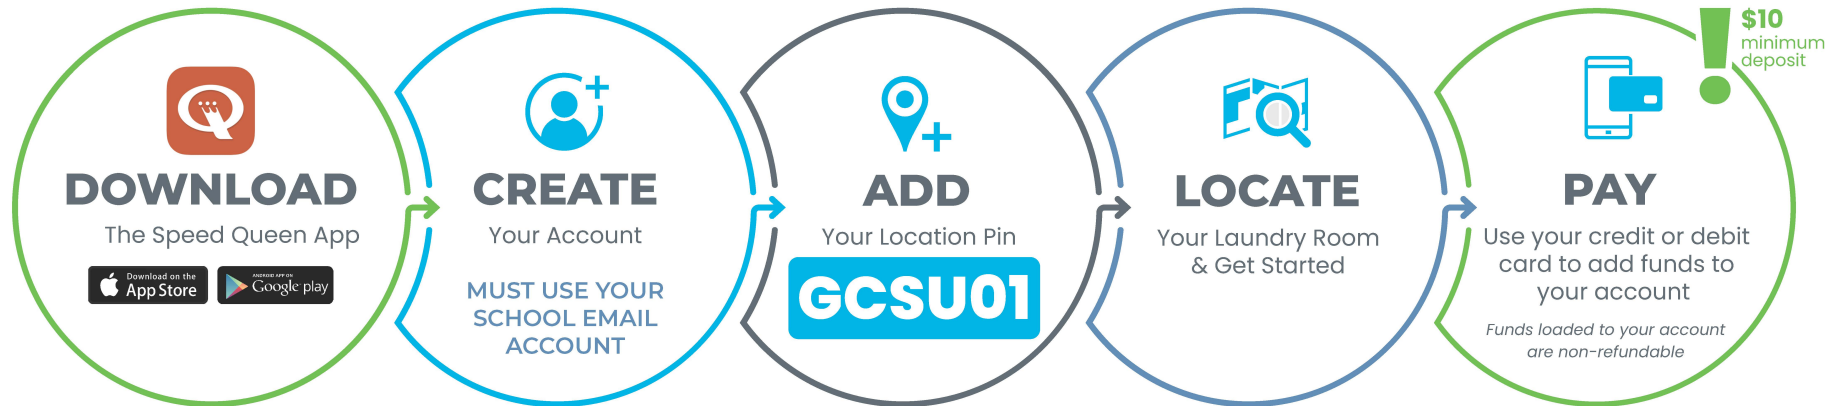 DOWNLOAD
The Speed Queen App
Download on the
App Store
ANDROID APP ON
Google play
CREATE
Your Account
MUST USE YOUR
SCHOOL EMAIL
ACCOUNT
ADD
Your Location Pin
GCSU01
LOCATE
Your Laundry Room
& Get Started
$10
minimum
deposit
PAY
Use your credit or debit
card to add funds to
your account
Funds loaded to your account
are non-refundable